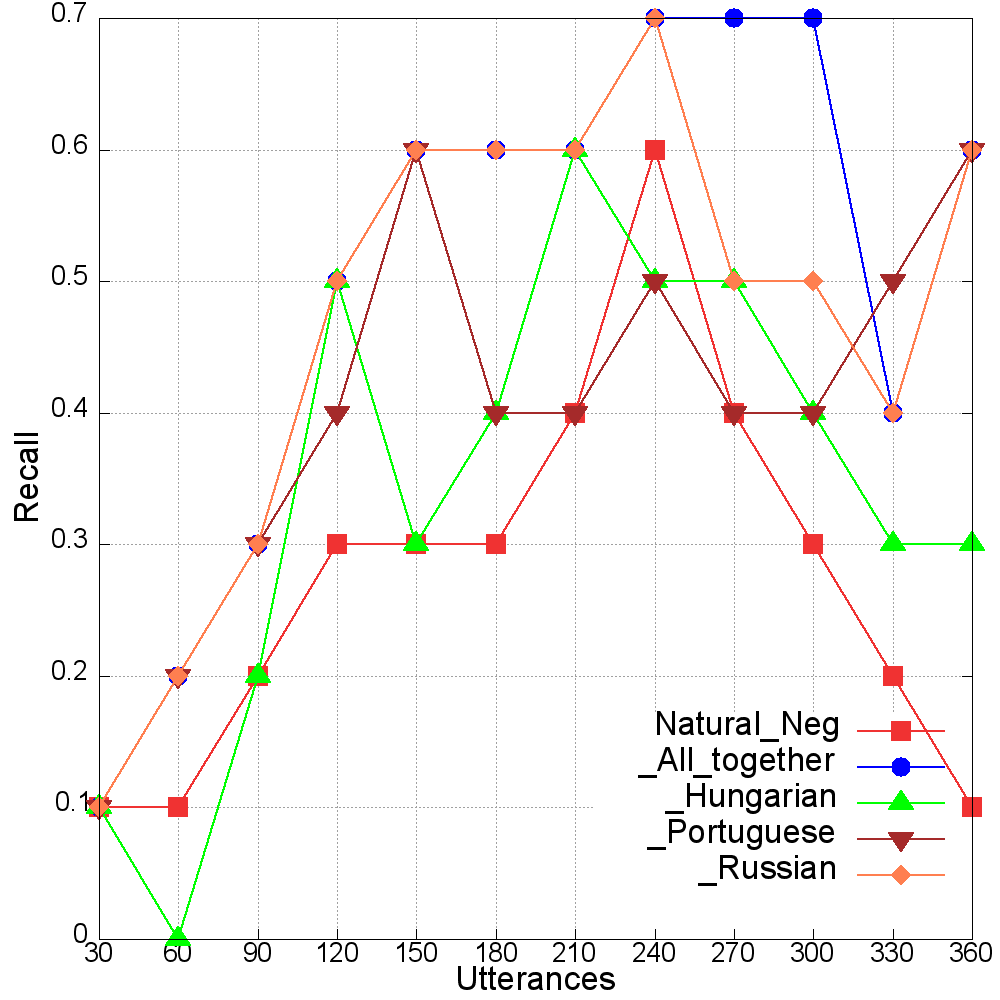 0.7
0.6
0.5
0.4
0.3
0.2
0.1
0
Recall
30 60 90 120 150 180 210 240 270 300 330 360
Utterances
Natural_Neg
_All_together
_Hungarian
_Portuguese
_Russian